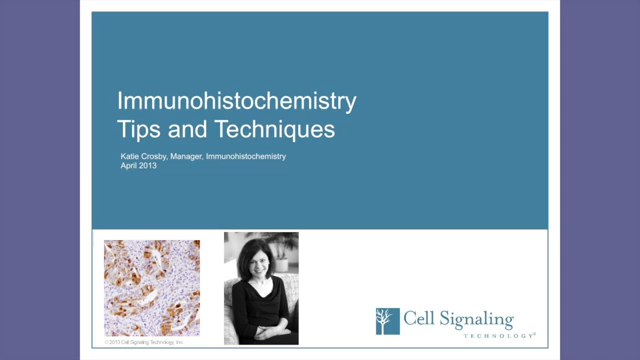 Immunohistochemistry
Tips and Techniques
Katie Crosby, Manager, Immunohistochemistry
April 2013
©2013 Cell Signaling Technology, Inc.
Cell Signaling
TECHNOLOGY®